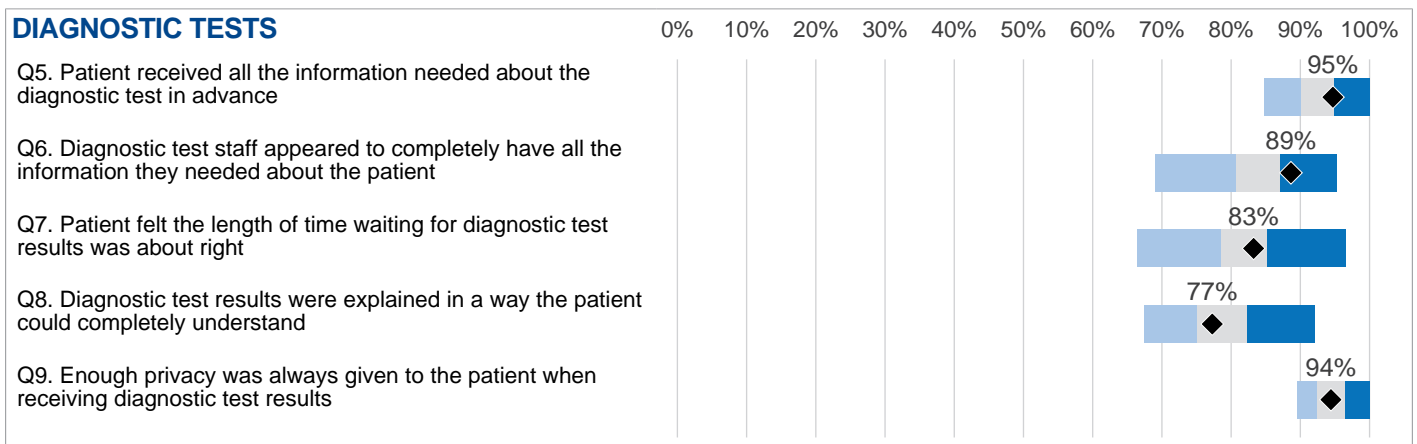 DIAGNOSTIC TESTS 0% 10% 20% 30% 40% 50% 60% 70% 80% 90% 100%
Q5. Patient received all the information needed about the
diagnostic test in advance
95%
Q6. Diagnostic test staff appeared to completely have all the
information they needed about the patient
89%
Q7. Patient felt the length of time waiting for diagnostic test
results was about right
83%
Q8. Diagnostic test results were explained in a way the patient
could completely understand
77%
Q9. Enough privacy was always given to the patient when
receiving diagnostic test results
94%